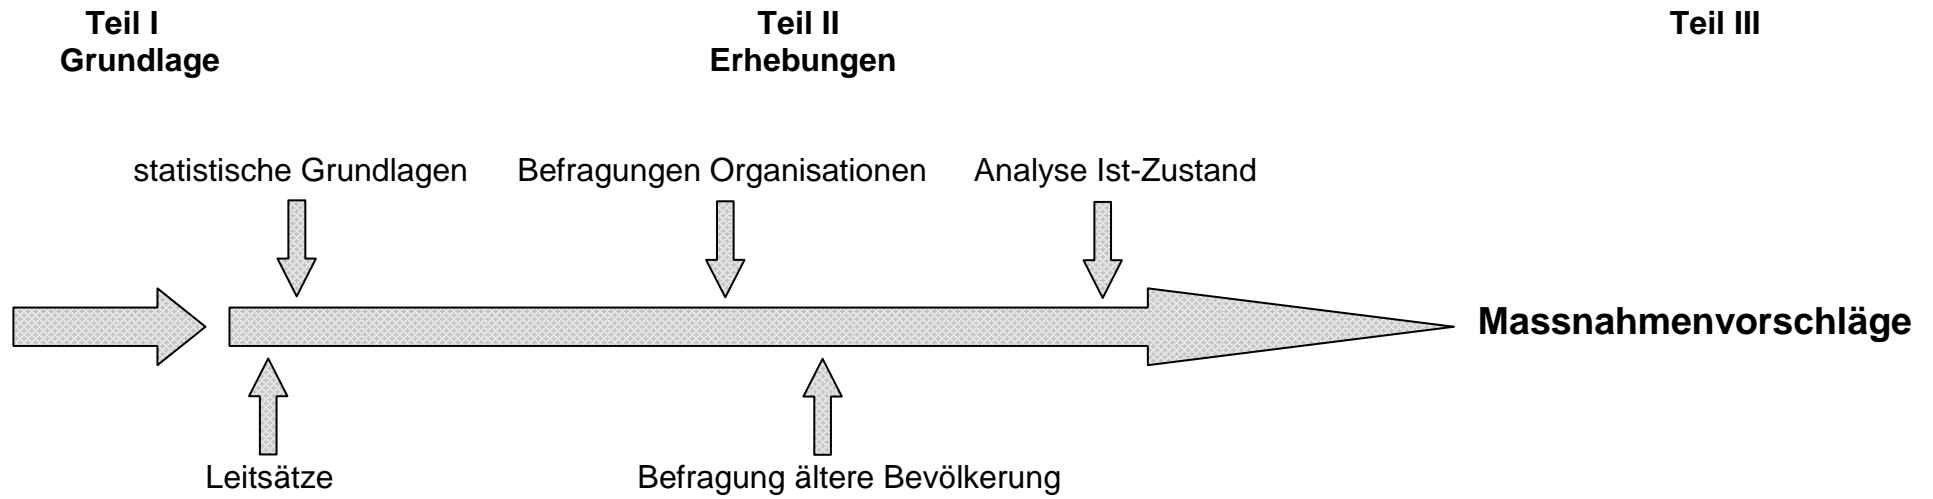 Teil I
Grundlage
Teil II
Erhebungen
Teil III
statistische Grundlagen
Befragungen Organisationen
Analyse Ist-Zustand
Massnahmenvorschläge
Leitsätze
Befragung ältere Bevölkerung